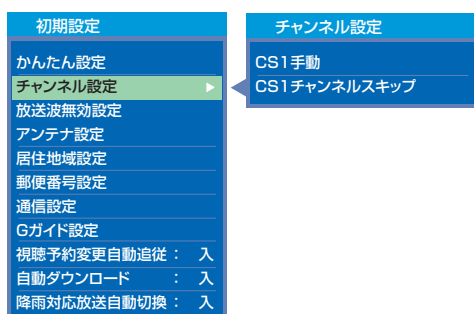 初期設定
かんたん設定
チャンネル設定
放送波無効設定
アンテナ設定
居住地域設定
郵便番号設定
通信設定
Gガイド設定
視聴予約変更自動追従： 入
自動ダウンロード ： 入
降雨対応放送自動切換： 入
チャンネル設定
CS1手動
CS1チャンネルスキップ